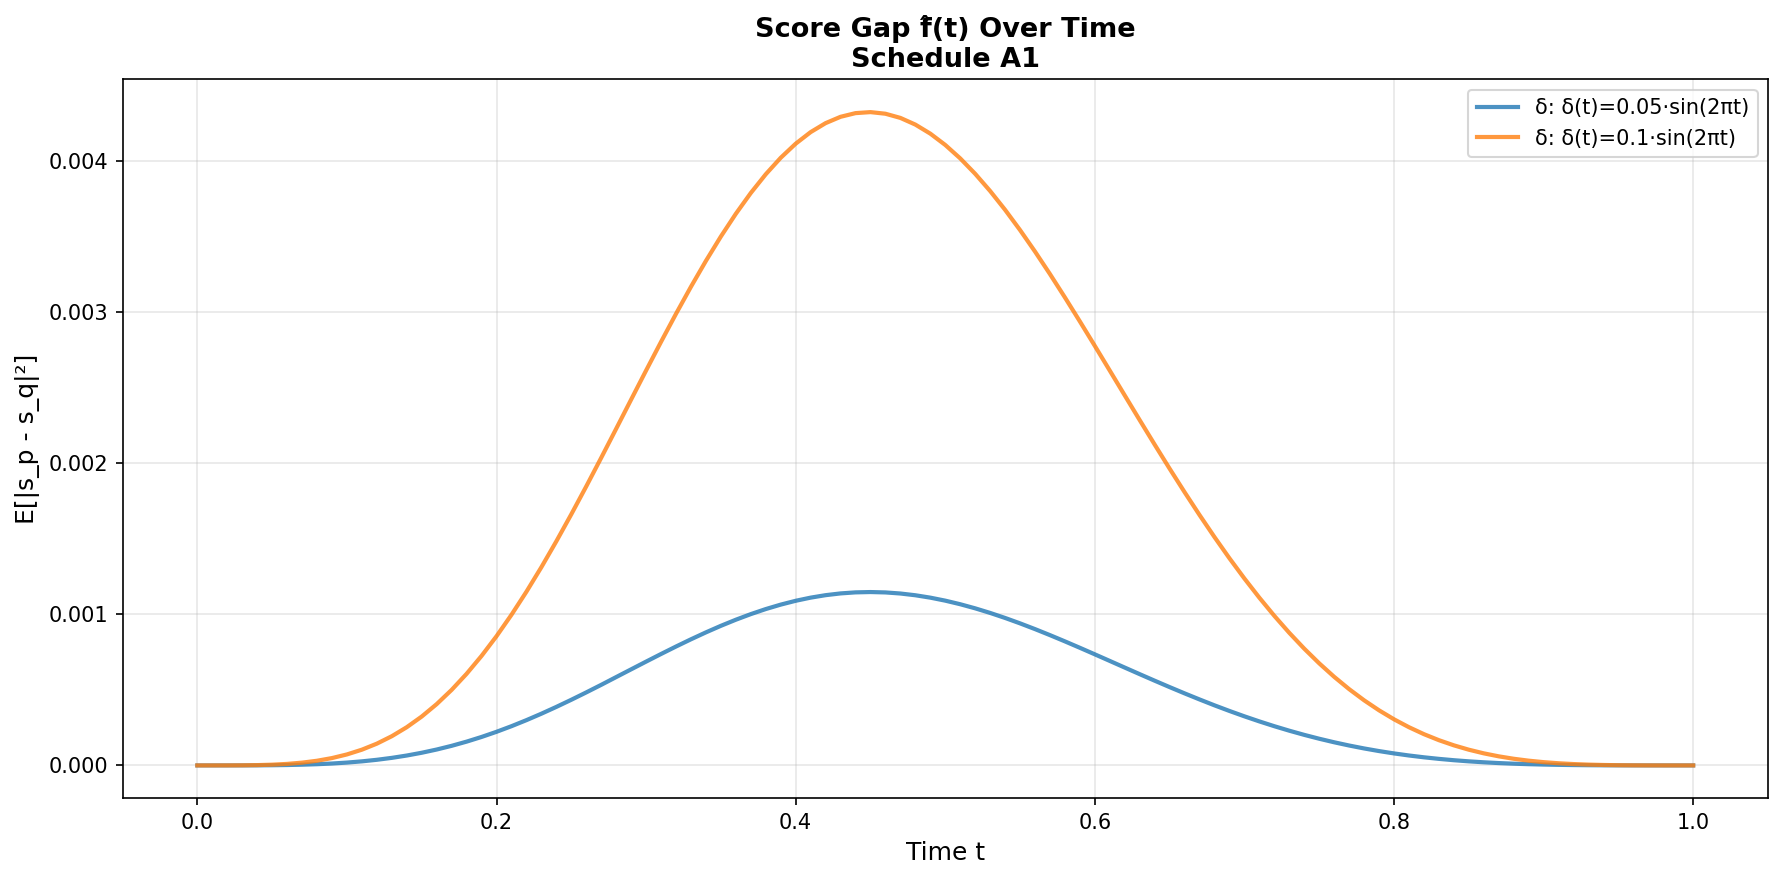 Score Gap f̂(t) Over Time
Schedule A1
δ: δ(t)=0.05·sin(2πt)
δ: δ(t)=0.1·sin(2πt)
E[|s_p - s_q|²]
0.004
0.003
0.002
0.001
0.000
0.0
0.2
0.4
0.6
0.8
1.0
Time t